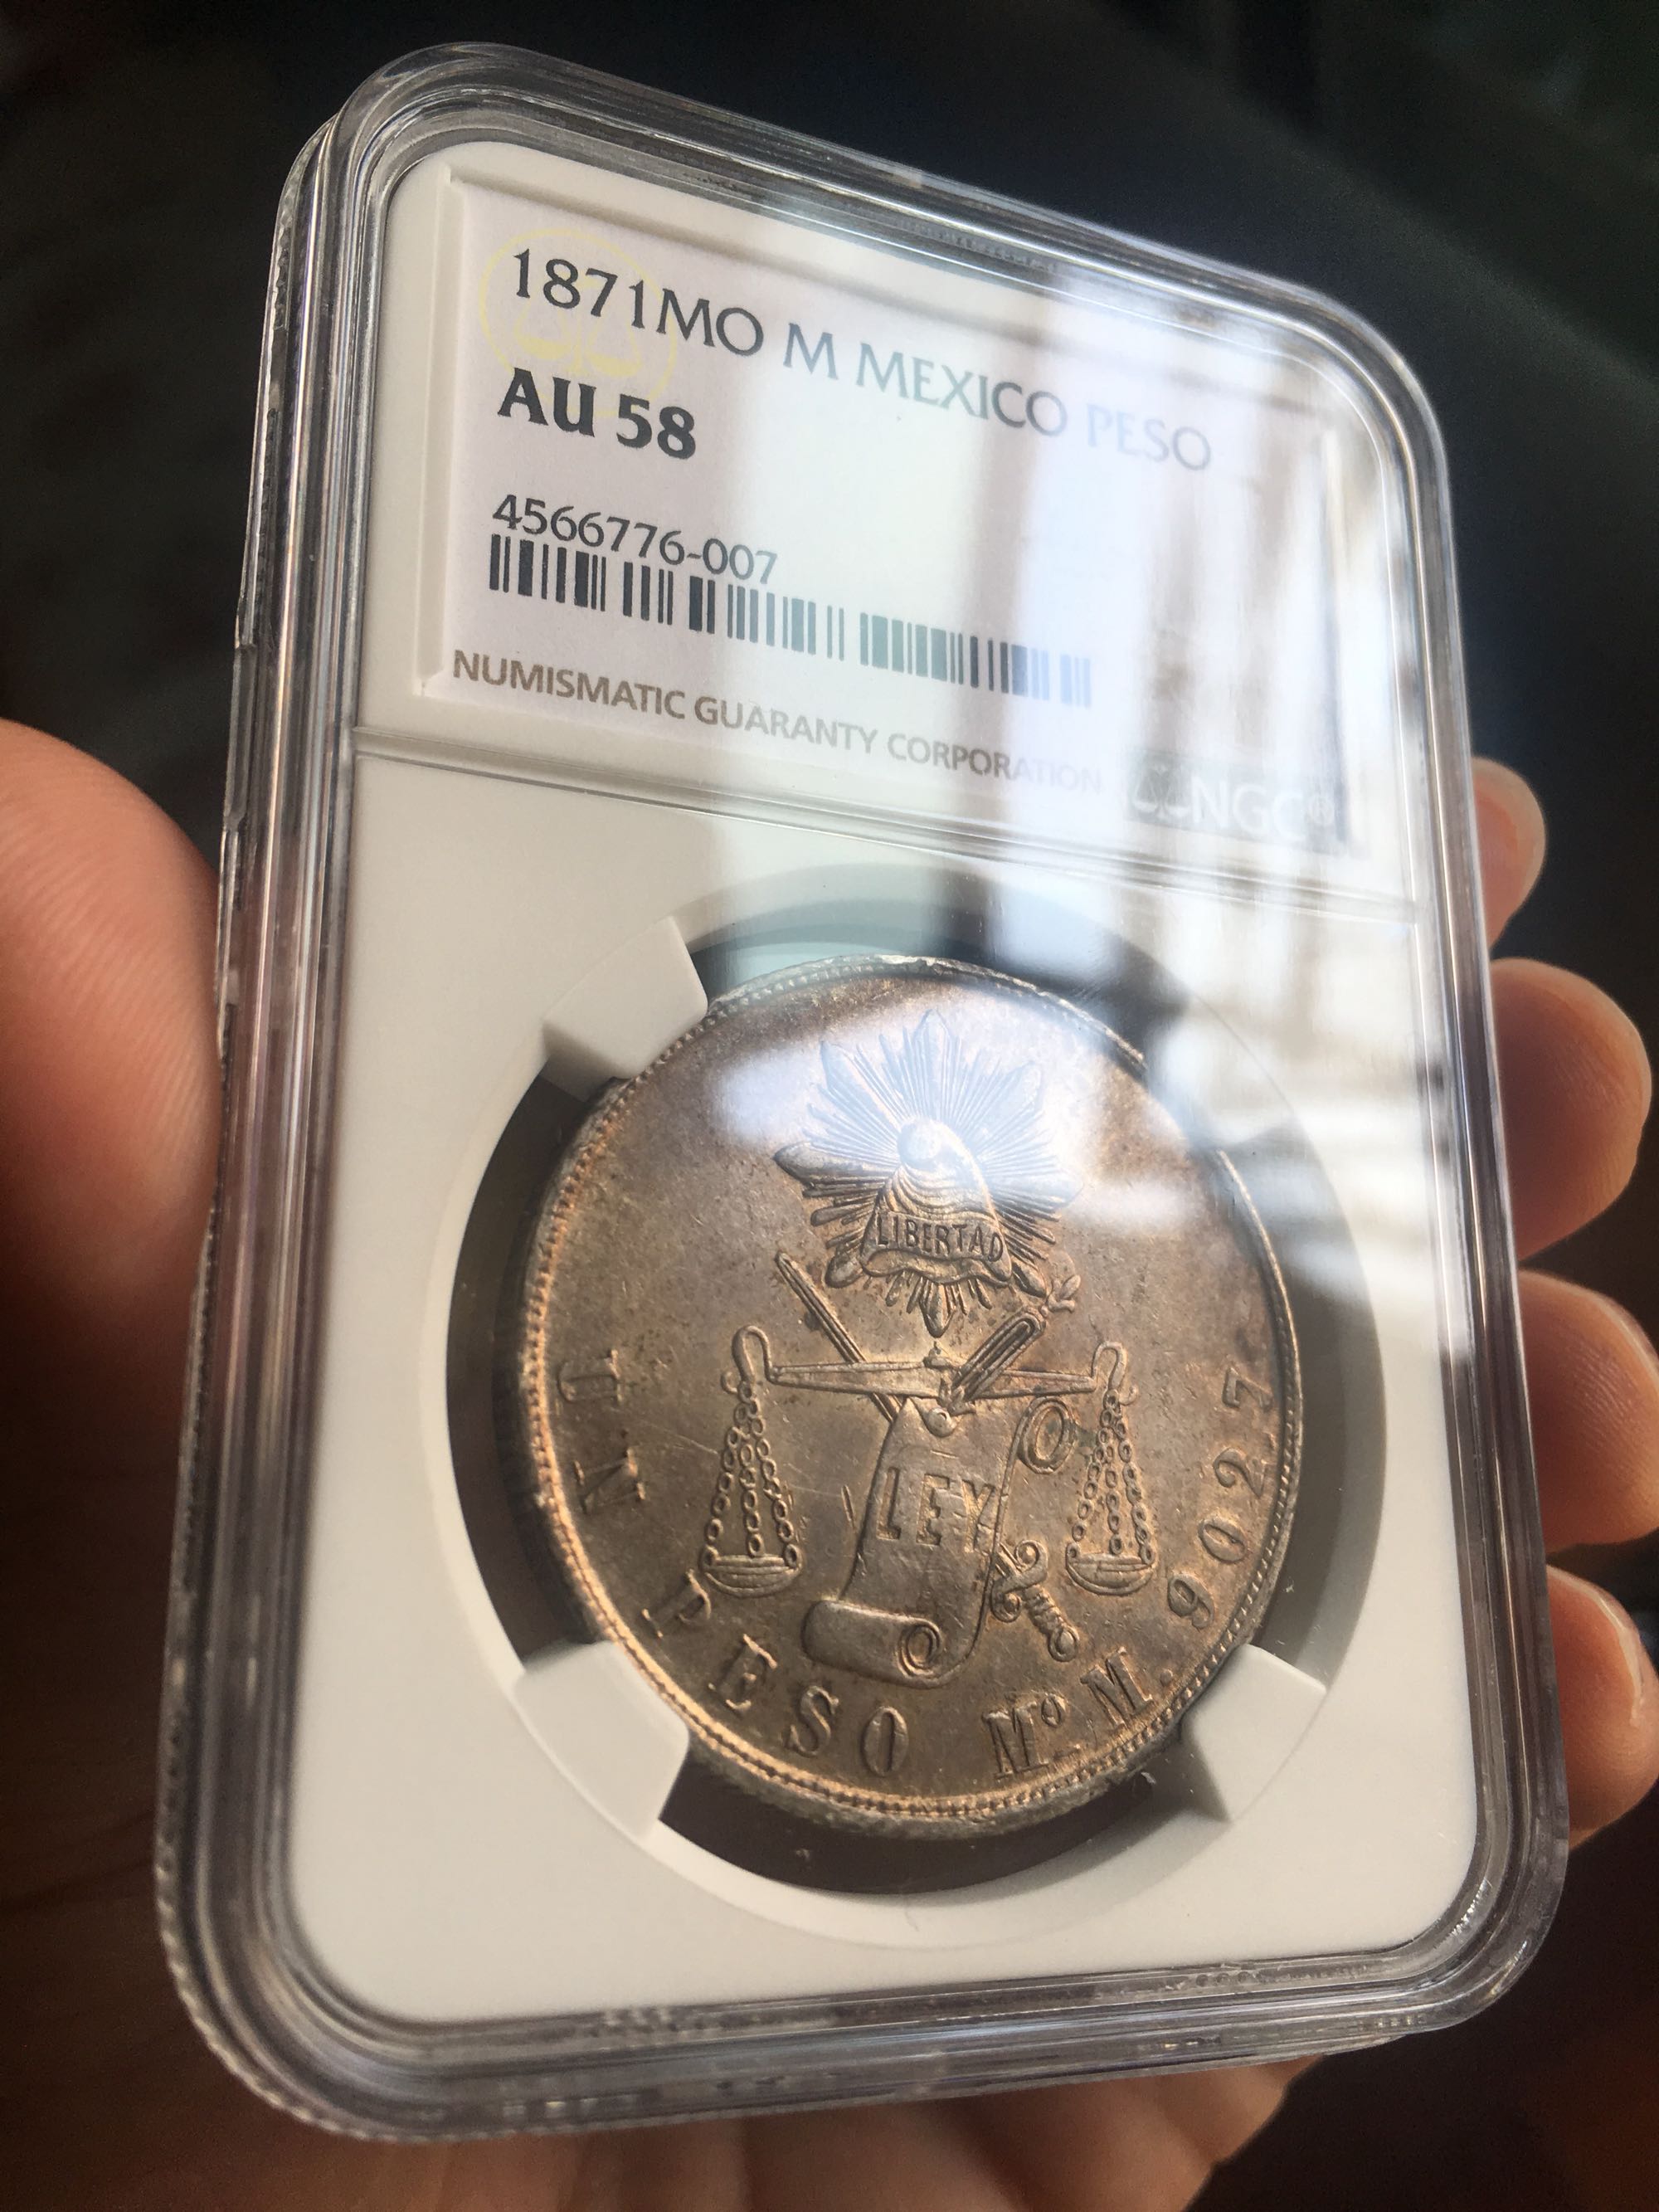 1871MO M MEXICO PESO
AU 58
4566776-007
NUMISMATIC GUARANTY CORPORATION
NGC®
LIBERTAD
LEY
UN PESO Mo. M. 902.7.